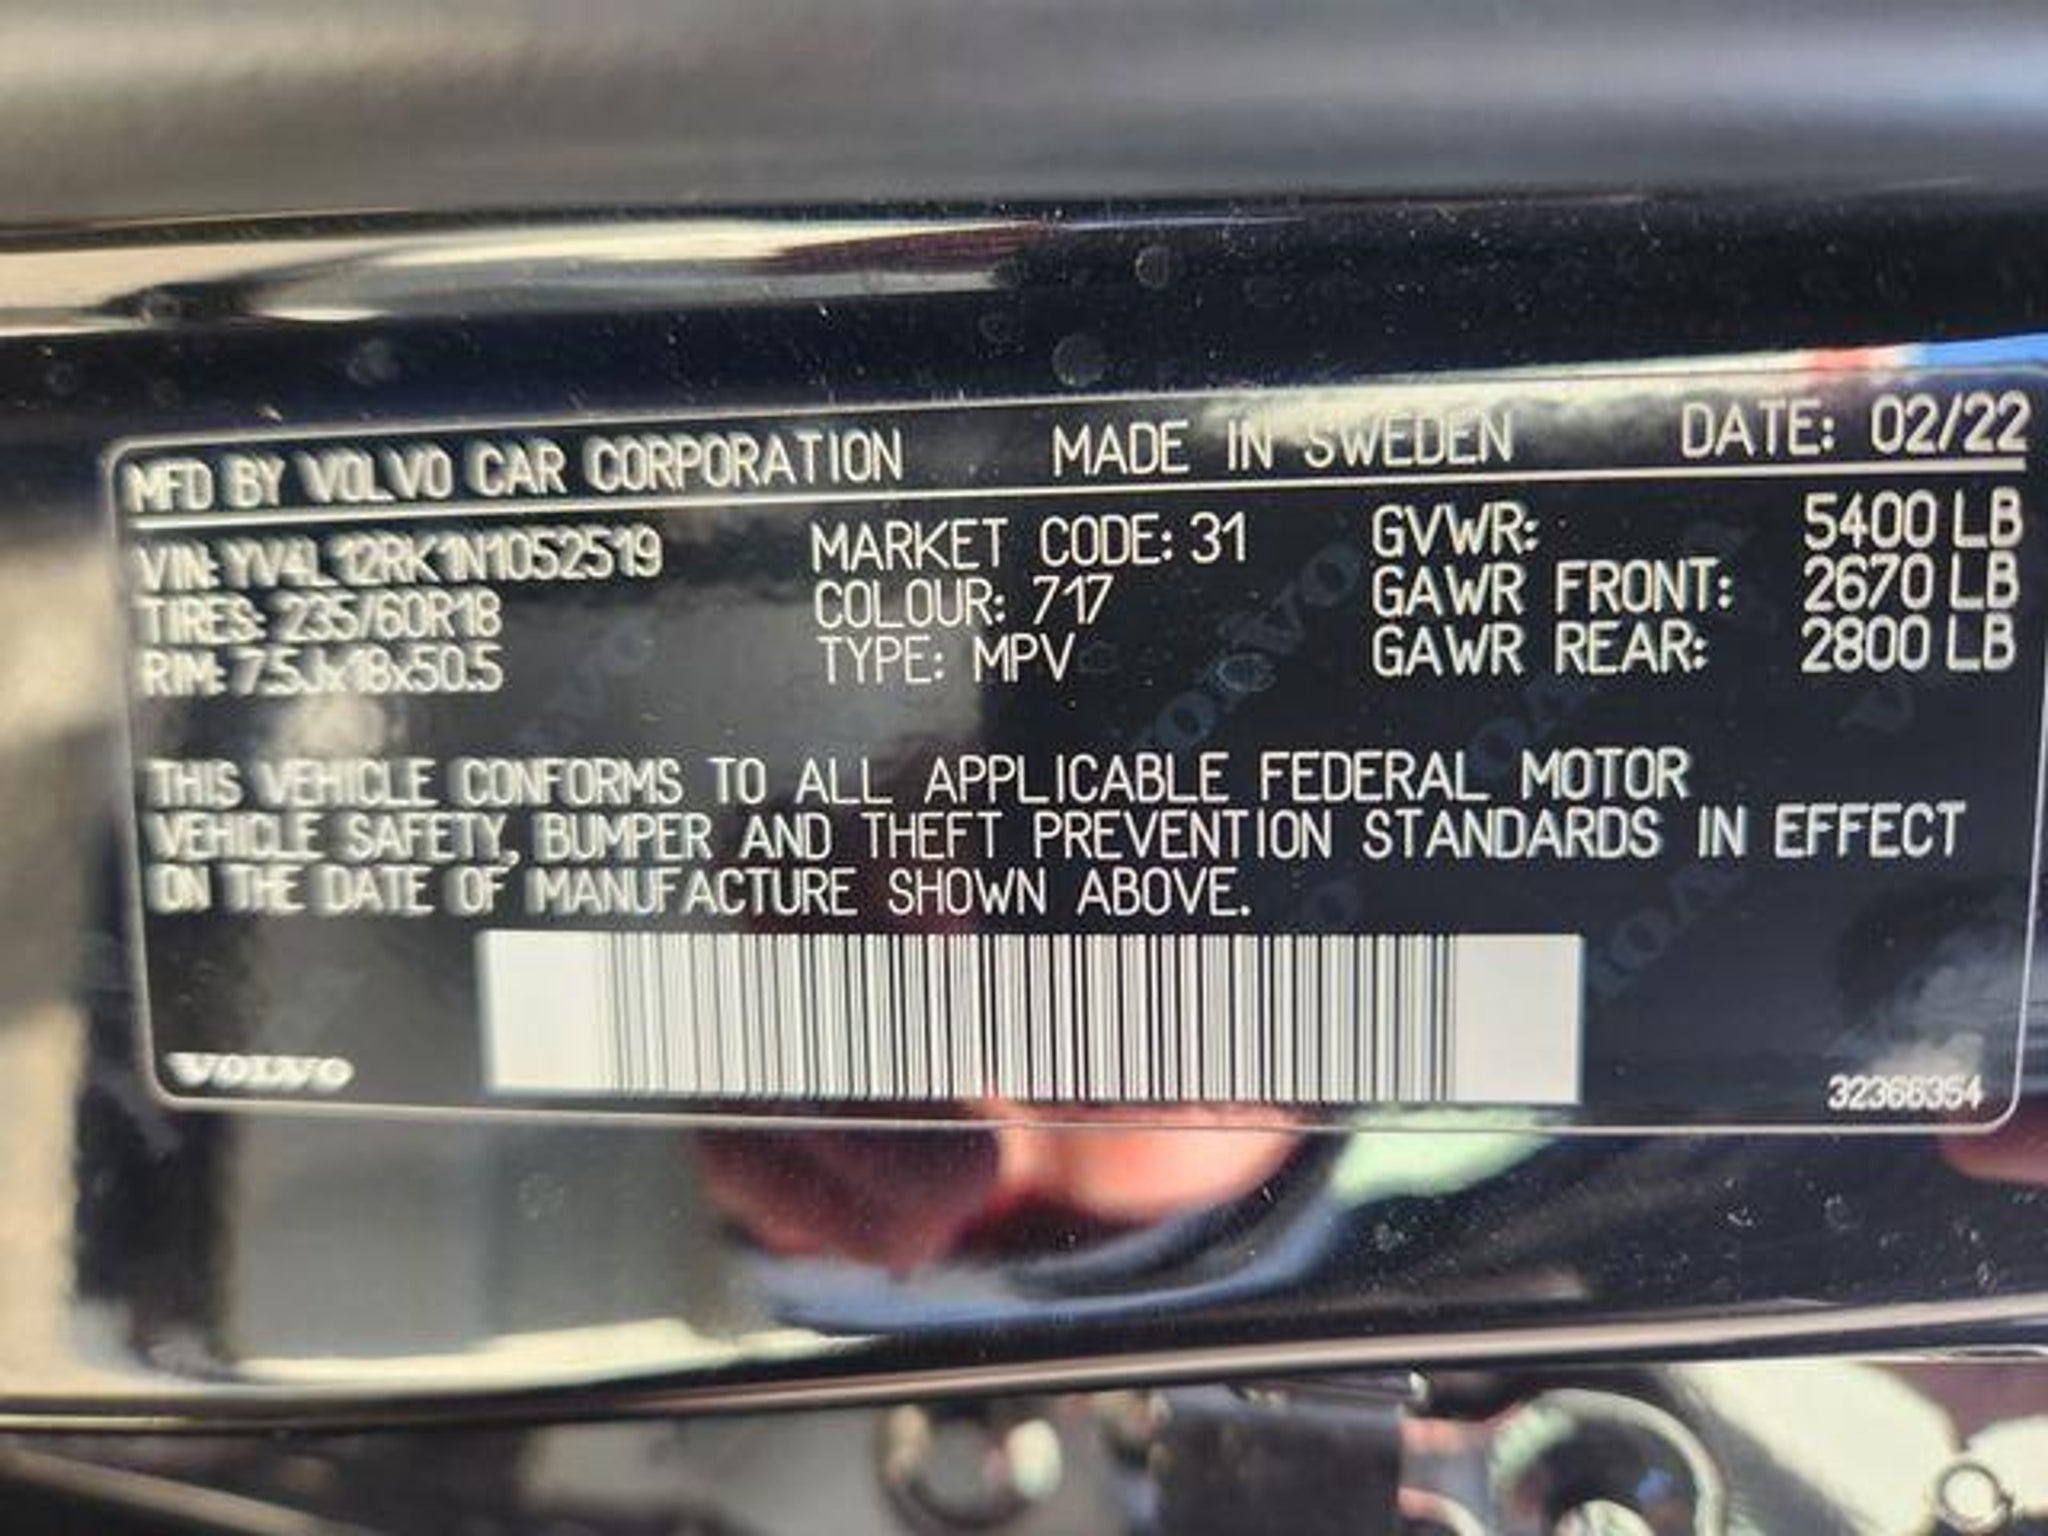 MFD BY VOLVO CAR CORPORATION MADE IN SWEDEN DATE: 02/22
VIN: YV4L12RK1N1052519 MARKET CODE: 31 GVWR: 5400 LB
TIRES: 235/60R18 COLOUR: 717 GAWR FRONT: 2670 LB
RIM: 7.5Jx18x50.5 TYPE: MPV GAWR REAR: 2800 LB
THIS VEHICLE CONFORMS TO ALL APPLICABLE FEDERAL MOTOR
VEHICLE SAFETY, BUMPER AND THEFT PREVENTION STANDARDS IN EFFECT
ON THE DATE OF MANUFACTURE SHOWN ABOVE.
VOLVO 32366354